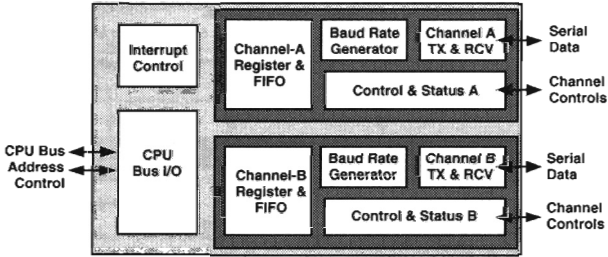 Interrupt
Control
CPU Bus
Address
Control
CPU
Bus I/O
Channel-A
Register &
FIFO
Baud Rate
Generator
Channel A
TX & RCV
Control & Status A
Serial
Data
Channel
Controls
Channel-B
Register &
FIFO
Baud Rate
Generator
Channel B
TX & RCV
Control & Status B
Serial
Data
Channel
Controls